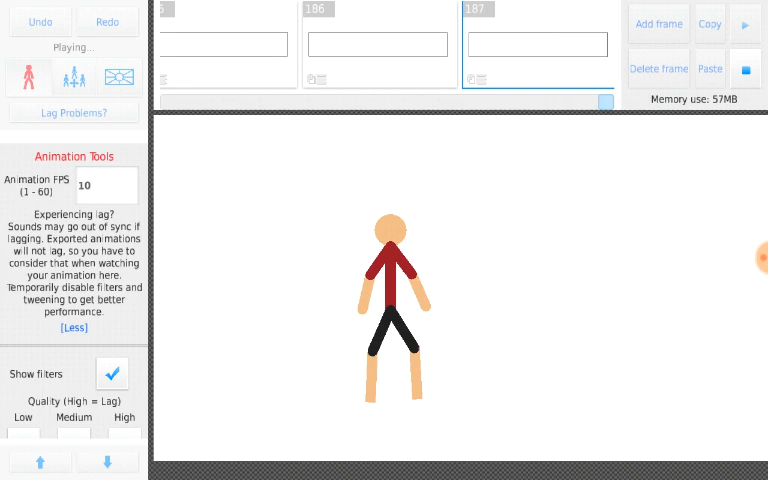 Undo
Redo
Playing...
Lag Problems?
Animation Tools
Animation FPS
(1 - 60)
10
Experiencing lag?
Sounds may go out of sync if
lagging. Exported animations
will not lag, so you have to
consider that when watching
your animation here.
Temporarily disable filters and
tweening to get better
performance.
[Less]
Show filters
Quality (High = Lag)
Low
Medium
High
186
187
Add frame
Copy
Delete frame
Paste
Memory use: 57MB